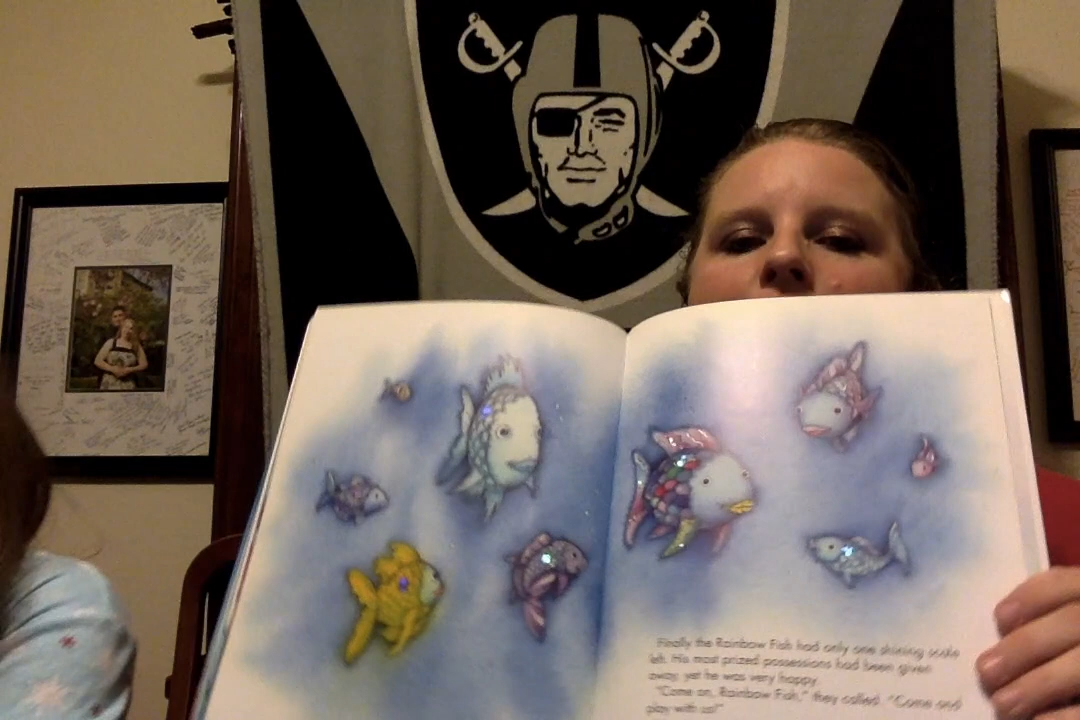 Finally the Rainbow Fish had only one shining scale
left. His most prized possessions had been given
away, yet he was very happy.
"Come on, Rainbow Fish," they called. "Come and
play with us!"